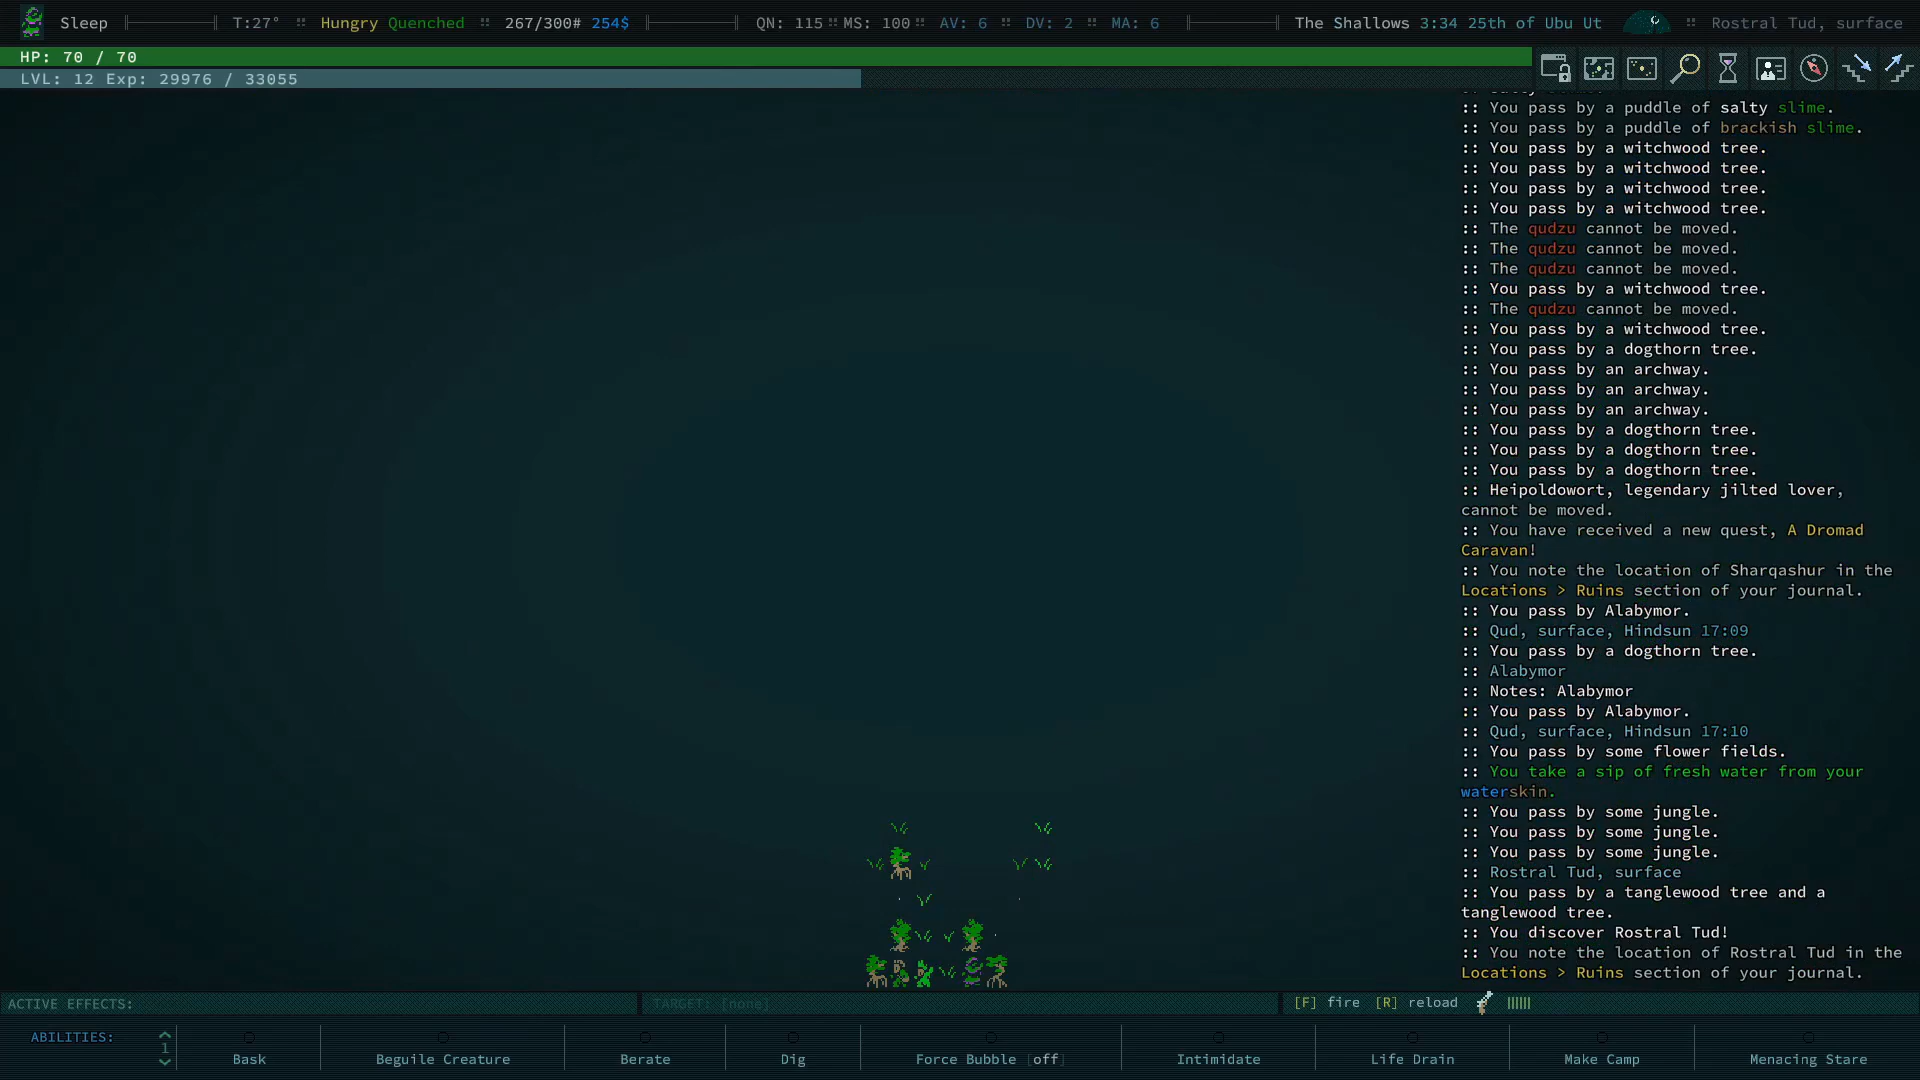 Sleep T:27° :: Hungry Quenched :: 267/300# 254$ QN: 115 :: MS: 100 :: AV: 6 :: DV: 2 :: MA: 6 The Shallows 3:34 25th of Ubu Ut :: Rostral Tud, surface
HP: 70 / 70
LVL: 12 Exp: 29976 / 33055
:: You pass by a puddle of salty slime.
:: You pass by a puddle of brackish slime.
:: You pass by a witchwood tree.
:: You pass by a witchwood tree.
:: You pass by a witchwood tree.
:: You pass by a witchwood tree.
:: The qudzu cannot be moved.
:: The qudzu cannot be moved.
:: The qudzu cannot be moved.
:: You pass by a witchwood tree.
:: The qudzu cannot be moved.
:: You pass by a witchwood tree.
:: You pass by a dogthorn tree.
:: You pass by an archway.
:: You pass by an archway.
:: You pass by an archway.
:: You pass by a dogthorn tree.
:: You pass by a dogthorn tree.
:: You pass by a dogthorn tree.
:: Heipoldowort, legendary jilted lover,
cannot be moved.
:: You have received a new quest, A Dromad
Caravan!
:: You note the location of Sharqashur in the
Locations > Ruins section of your journal.
:: You pass by Alabymor.
:: Qud, surface, Hindsun 17:09
:: You pass by a dogthorn tree.
:: Alabymor
:: Notes: Alabymor
:: You pass by Alabymor.
:: Qud, surface, Hindsun 17:10
:: You pass by some flower fields.
:: You take a sip of fresh water from your
waterskin.
:: You pass by some jungle.
:: You pass by some jungle.
:: You pass by some jungle.
:: Rostral Tud, surface
:: You pass by a tanglewood tree and a
tanglewood tree.
:: You discover Rostral Tud!
:: You note the location of Rostral Tud in the
Locations > Ruins section of your journal.
ACTIVE EFFECTS: TARGET: [none] [F] fire [R] reload
ABILITIES: 1 Bask Beguile Creature Berate Dig Force Bubble [off] Intimidate Life Drain Make Camp Menacing Stare